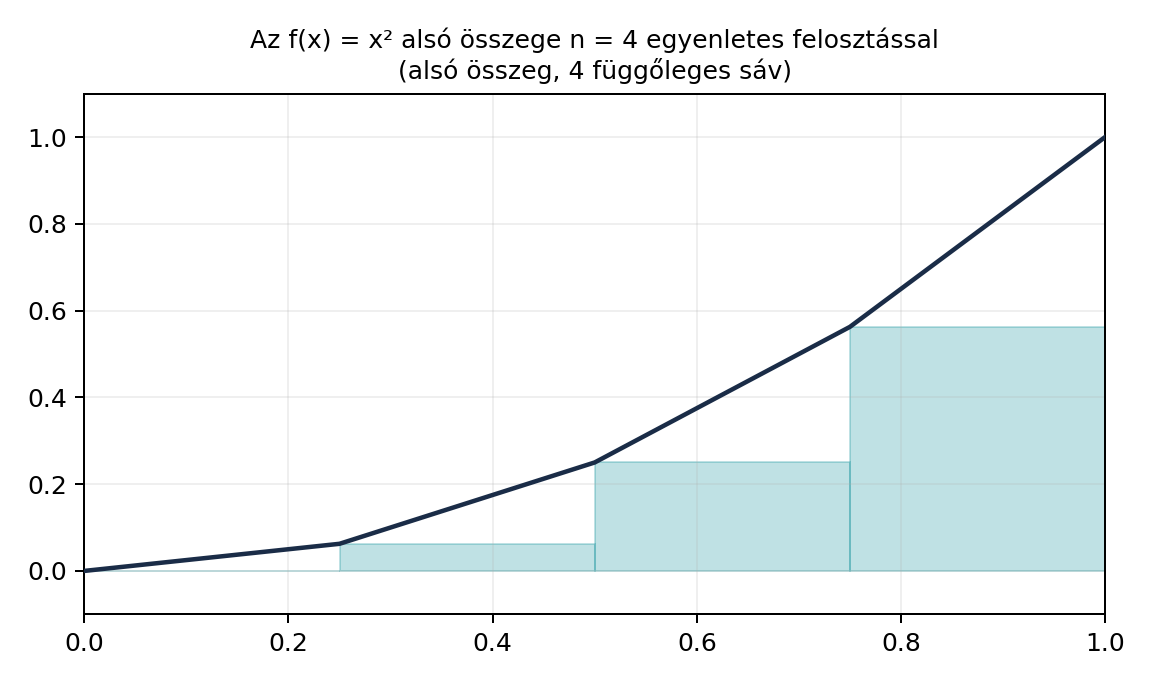 Az f(x) = x² alsó összege n = 4 egyenletes felosztással
(alsó összeg, 4 függőleges sáv)
1.0
0.8
0.6
0.4
0.2
0.0
0.0 0.2 0.4 0.6 0.8 1.0